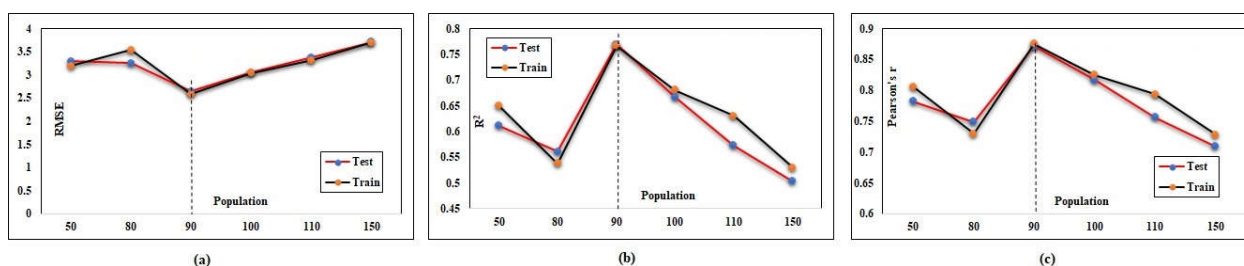 4
3.5
3
2.5
2
1.5
1
0.5
0
RMSE
Test
Train
Population
50 80 90 100 110 150
(a)
0.8
0.75
0.7
0.65
0.6
0.55
0.5
0.45
R²
Test
Train
Population
50 80 90 100 110 150
(b)
0.9
0.85
0.8
0.75
0.7
0.65
0.6
Pearson's r
Test
Train
Population
50 80 90 100 110 150
(c)